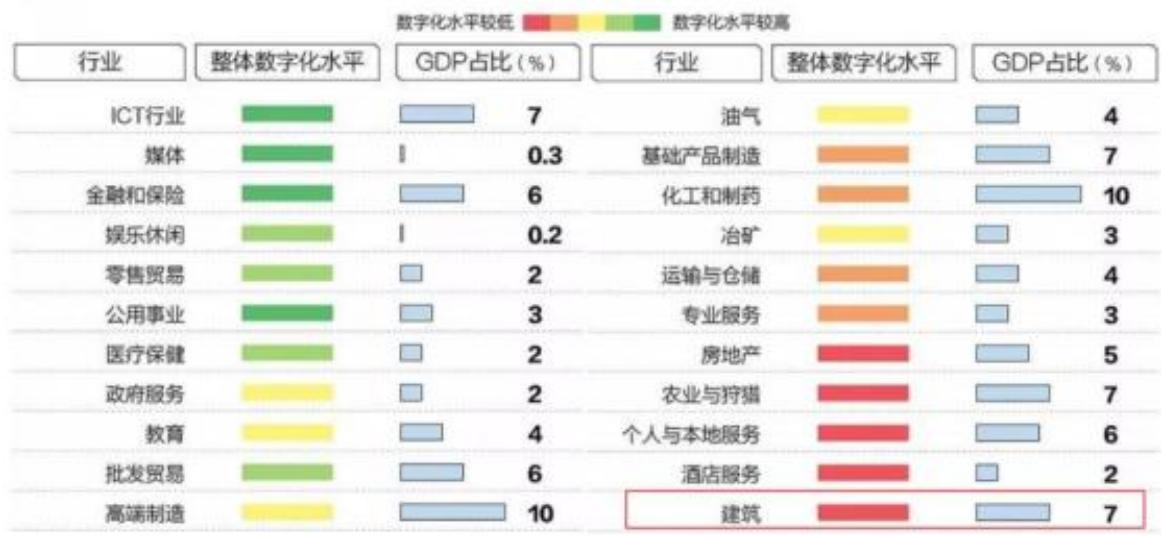 数字化水平较低 数字化水平较高
行业 整体数字化水平 GDP占比(%) 行业 整体数字化水平 GDP占比(%)
ICT行业 7 油气 4
媒体 0.3 基础产品制造 7
金融和保险 6 化工和制药 10
娱乐休闲 0.2 冶矿 3
零售贸易 2 运输与仓储 4
公用事业 3 专业服务 3
医疗保健 2 房地产 5
政府服务 2 农业与狩猎 7
教育 4 个人与本地服务 6
批发贸易 6 酒店服务 2
高端制造 10 建筑 7